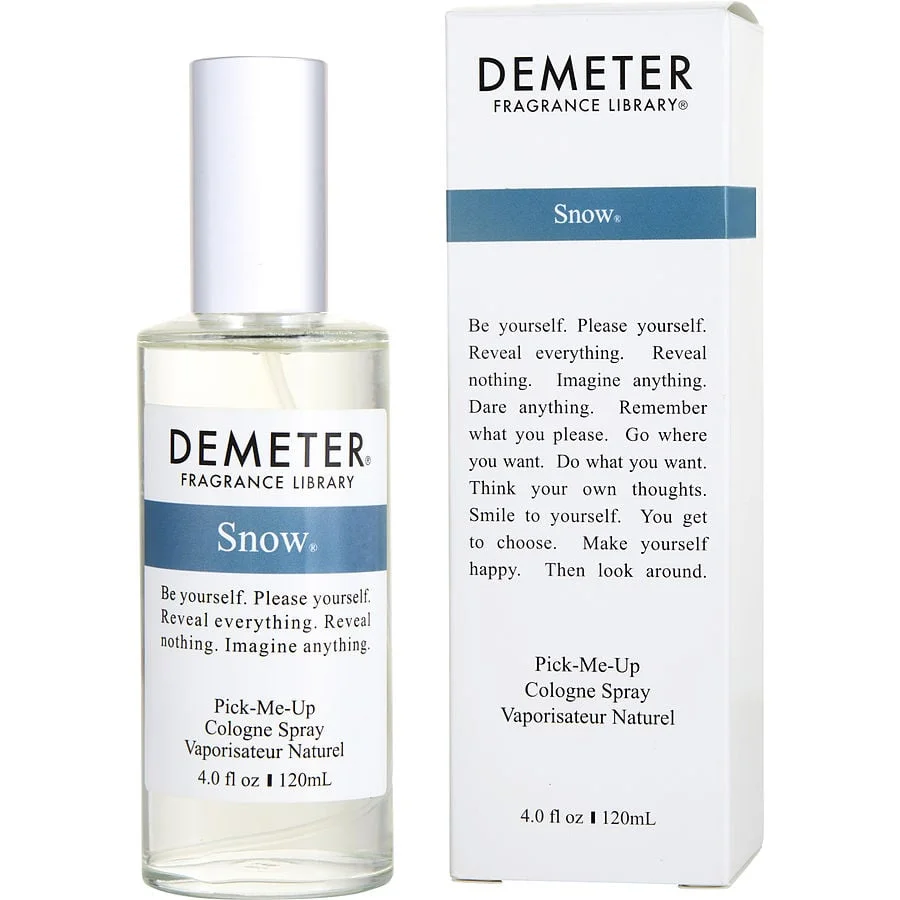 DEMETER®
FRAGRANCE LIBRARY
Snow®
Be yourself. Please yourself.
Reveal everything. Reveal
nothing. Imagine anything.
Pick-Me-Up
Cologne Spray
Vaporisateur Naturel
4.0 fl oz ▮ 120mL
DEMETER
FRAGRANCE LIBRARY®
Snow®
Be yourself. Please yourself.
Reveal everything. Reveal
nothing. Imagine anything.
Dare anything. Remember
what you please. Go where
you want. Do what you want.
Think your own thoughts.
Smile to yourself. You get
to choose. Make yourself
happy. Then look around.
Pick-Me-Up
Cologne Spray
Vaporisateur Naturel
4.0 fl oz ▮ 120mL